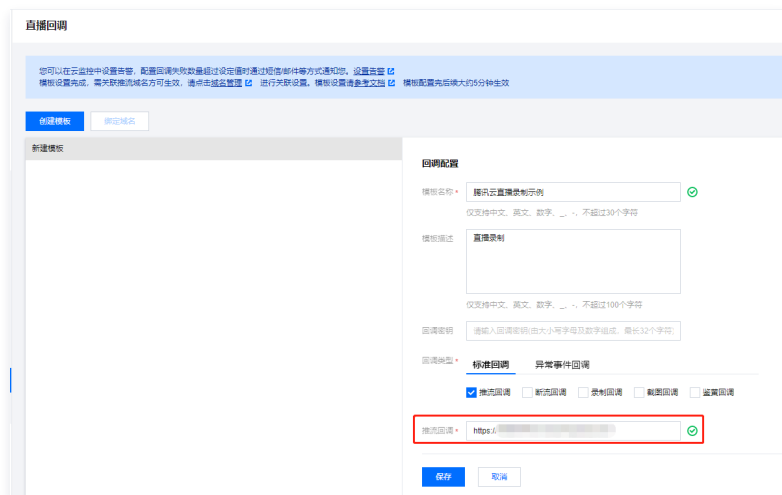 直播回调
您可以在云监控中设置告警，配置回调失败数量超过设定值时通过短信/邮件等方式通知您。设置告警
模板设置完成，需关联推流域名方可生效，请点击域名管理 进行关联设置。模板设置请参考文档 模板配置完后续大约5分钟生效
创建模板 绑定域名
新建模板
回调配置
模板名称 * 腾讯云直播录制示例
仅支持中文、英文、数字、_、-，不超过30个字符
模板描述 直播录制
仅支持中文、英文、数字、_、-，不超过100个字符
回调密钥 请输入回调密钥(由大小写字母及数字组成，最长32个字符
回调类型 * 标准回调 异常事件回调
推流回调 断流回调 录制回调 截图回调 鉴黄回调
推流回调 * https:/
保存 取消